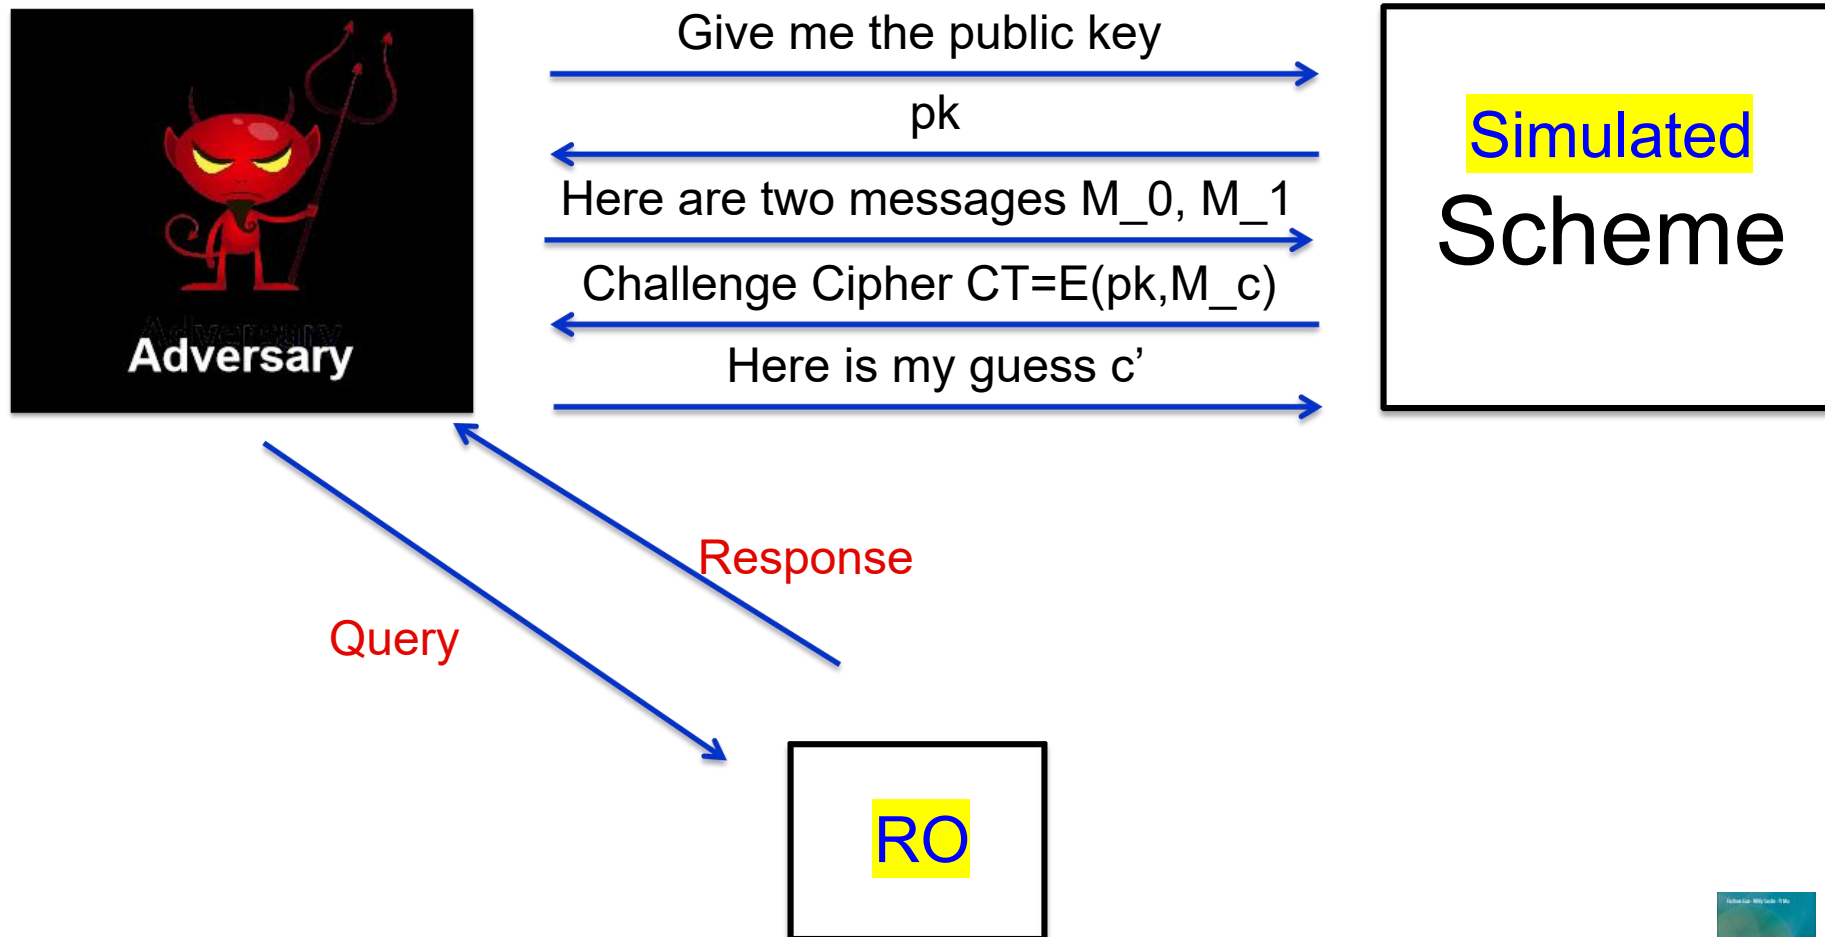 Give me the public key
pk
Here are two messages M_0, M_1
Challenge Cipher CT=E(pk,M_c)
Here is my guess c’
Adversary
Simulated
Scheme
Response
Query
RO